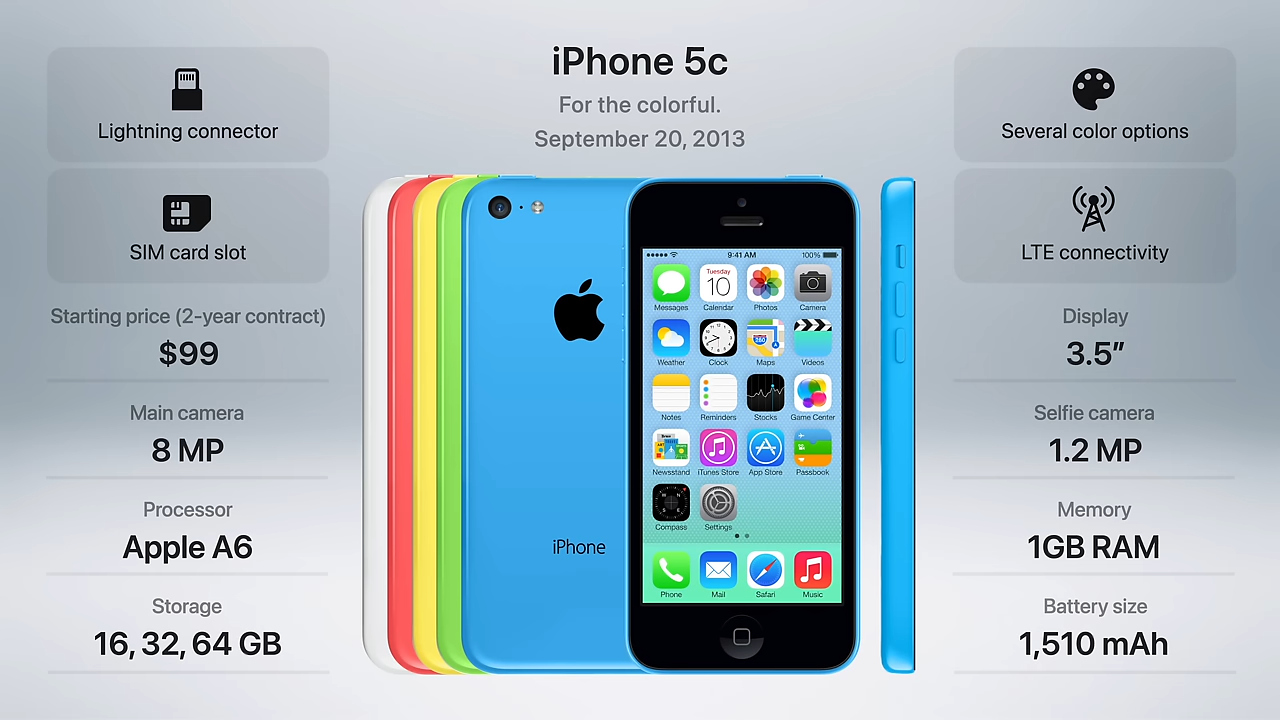 iPhone 5c
For the colorful.
September 20, 2013
Lightning connector
SIM card slot
Starting price (2-year contract)
$99
Main camera
8 MP
Processor
Apple A6
Storage
16, 32, 64 GB
iPhone
9:41 AM 100%
Tuesday
10
Messages Calendar Photos Camera
280
Weather Clock Maps Videos
Notes Reminders Stocks Game Center
Newsstand iTunes Store App Store Passbook
Compass Settings
Phone Mail Safari Music
Several color options
LTE connectivity
Display
3.5”
Selfie camera
1.2 MP
Memory
1GB RAM
Battery size
1,510 mAh